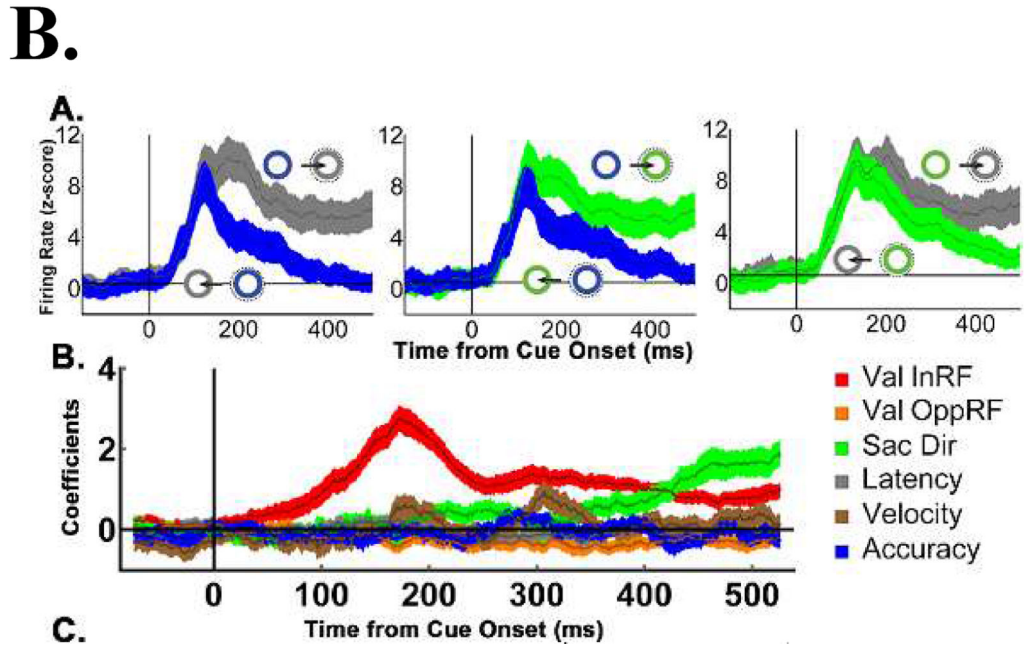 B.
A.
Firing Rate (z-score)
12
8
4
0
0 200 400
12
8
4
0
0 200 400
12
8
4
0
0 200 400
Time from Cue Onset (ms)
B.
Coefficients
4
2
0
0 100 200 300 400 500
Time from Cue Onset (ms)
Val InRF
Val OppRF
Sac Dir
Latency
Velocity
Accuracy
C.